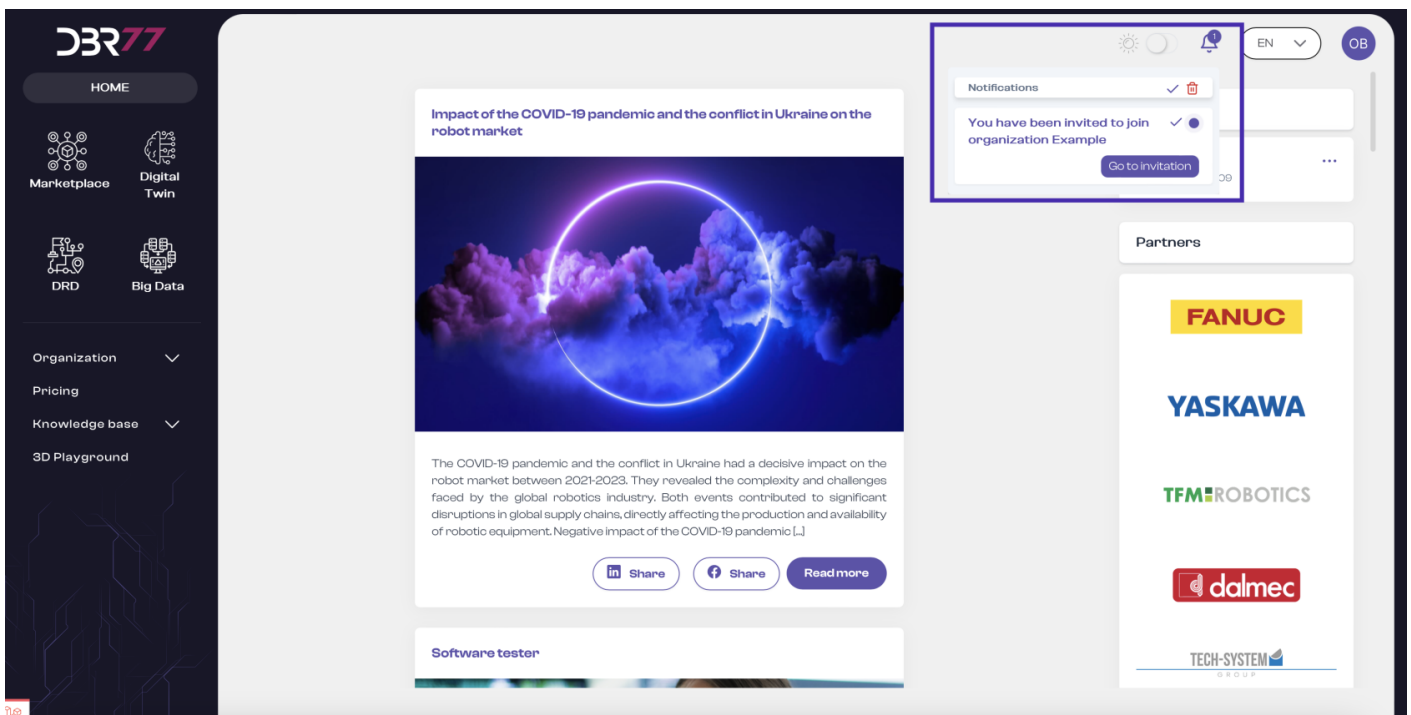 DBR77
HOME
Marketplace
Digital
Twin
DRD
Big Data
Organization
Pricing
Knowledge base
3D Playground
1
EN
OB
Notifications
You have been invited to join
organization Example
Go to invitation
09
...
Impact of the COVID-19 pandemic and the conflict in Ukraine on the
robot market
The COVID-19 pandemic and the conflict in Ukraine had a decisive impact on the
robot market between 2021-2023. They revealed the complexity and challenges
faced by the global robotics industry. Both events contributed to significant
disruptions in global supply chains, directly affecting the production and availability
of robotic equipment. Negative impact of the COVID-19 pandemic [...]
in Share
Share
Read more
Software tester
Partners
FANUC
YASKAWA
TFM ROBOTICS
d dalmec
TECH-SYSTEM
GROUP